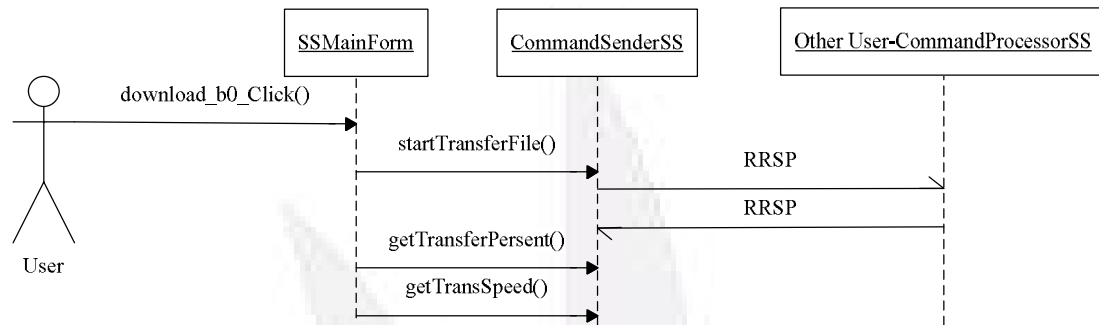 SSMainForm
CommandSenderSS
Other User-CommandProcessorSS
download_b0_Click()
startTransferFile()
RRSP
RRSP
getTransferPersent()
getTransSpeed()
User